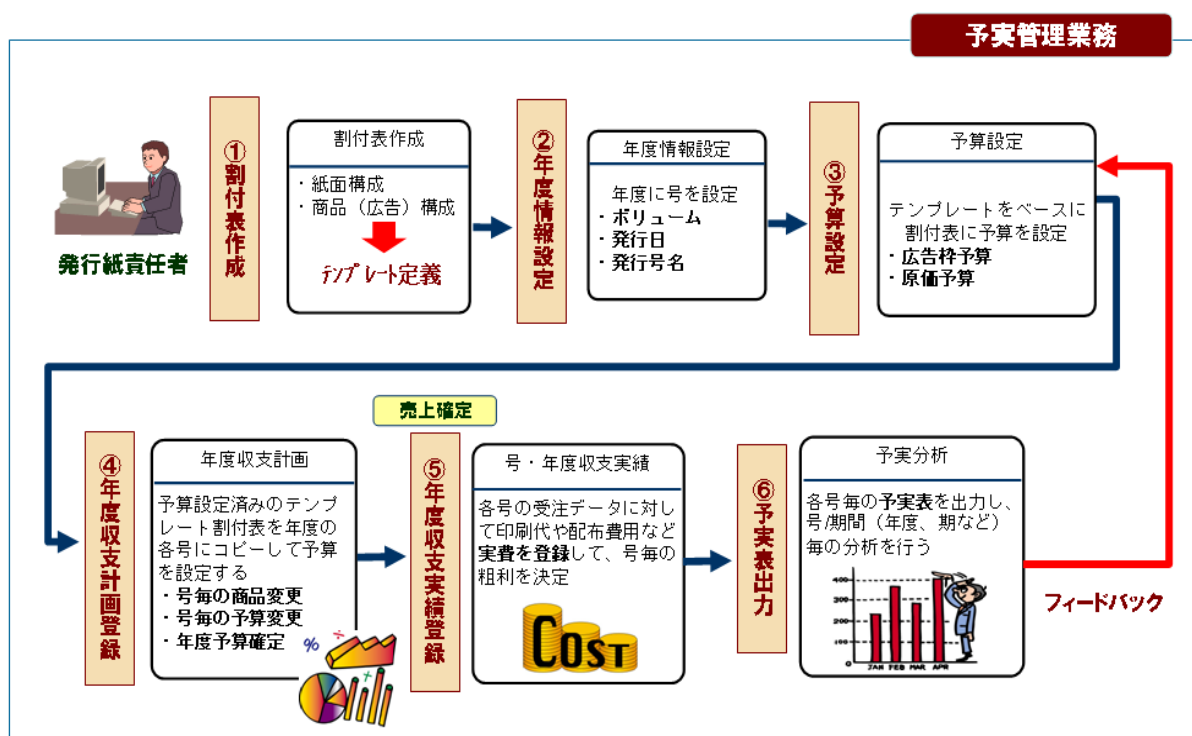 予実管理業務
発行紙責任者
①割付表作成
割付表作成
・紙面構成
・商品（広告）構成
テンプレート定義
②年度情報設定
年度情報設定
年度に号を設定
・ボリューム
・発行日
・発行号名
③予算設定
予算設定
テンプレートをベースに
割付表に予算を設定
・広告枠予算
・原価予算
④年度収支計画登録
年度収支計画
予算設定済みのテンプ
レート割付表を年度の
各号にコピーして予算
を設定する
・号毎の商品変更
・号毎の予算変更
・年度予算確定
% ÷
+
売上確定
⑤年度収支実績登録
号・年度収支実績
各号の受注データに対し
て印刷代や配布費用など
実費を登録して、号毎の
粗利を決定
COST
⑥予実表出力
予実分析
各号毎の予実表を出力し、
号/期間（年度、期など）
毎の分析を行う
400
300
200
100
0
JAN FEB MAR APR
フィードバック